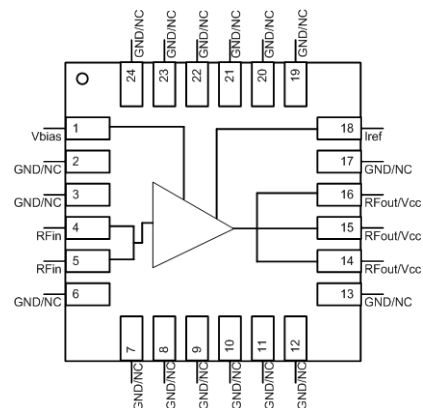 GND/NC GND/NC GND/NC GND/NC GND/NC GND/NC
24 23 22 21 20 19
Vbias 1 18 Iref
GND/NC 2 17 GND/NC
GND/NC 3 16 RFout/Vcc
RFin 4 15 RFout/Vcc
RFin 5 14 RFout/Vcc
GND/NC 6 13 GND/NC
7 8 9 10 11 12
GND/NC GND/NC GND/NC GND/NC GND/NC GND/NC